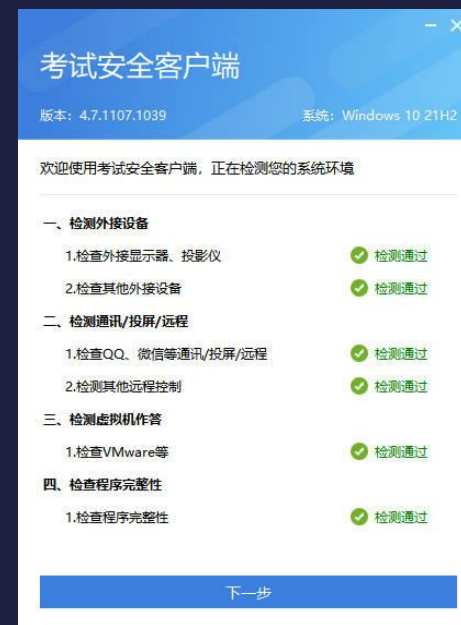 考试安全客户端
版本：4.7.1107.1039 系统：Windows 10 21H2
欢迎使用考试安全客户端，正在检测您的系统环境
一、检测外接设备
1.检查外接显示器、投影仪 检测通过
2.检查其他外接设备 检测通过
二、检测通讯/投屏/远程
1.检查QQ、微信等通讯/投屏/远程 检测通过
2.检测其他远程控制 检测通过
三、检测虚拟机作答
1.检查VMware等 检测通过
四、检查程序完整性
1.检查程序完整性 检测通过
下一步